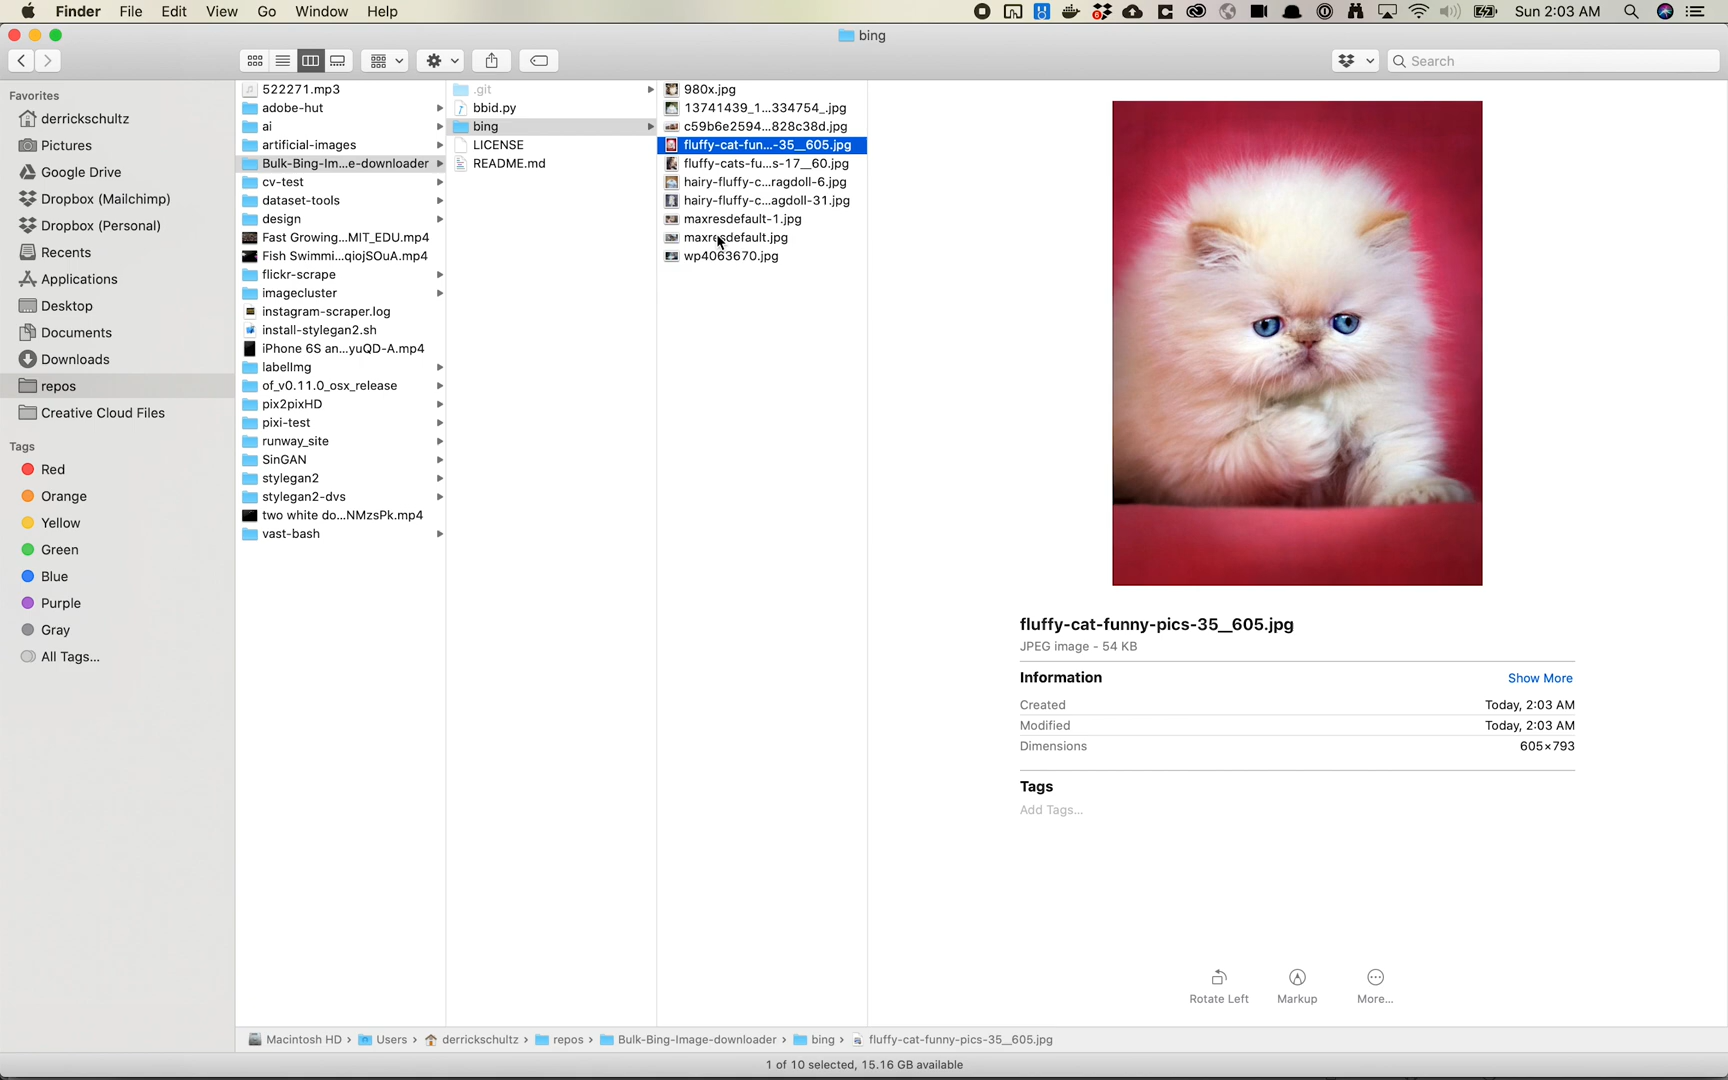 Finder File Edit View Go Window Help Sun 2:03 AM
bing
Search
Favorites
derrickschultz
Pictures
Google Drive
Dropbox (Mailchimp)
Dropbox (Personal)
Recents
Applications
Desktop
Documents
Downloads
repos
Creative Cloud Files
Tags
Red
Orange
Yellow
Green
Blue
Purple
Gray
All Tags...
522271.mp3
adobe-hut
ai
artificial-images
Bulk-Bing-Im...e-downloader
cv-test
dataset-tools
design
Fast Growing...MIT_EDU.mp4
Fish Swimmi...qiojSOuA.mp4
flickr-scrape
imagecluster
instagram-scraper.log
install-stylegan2.sh
iPhone 6S an...yuQD-A.mp4
labelImg
of_v0.11.0_osx_release
pix2pixHD
pixi-test
runway_site
SinGAN
stylegan2
stylegan2-dvs
two white do...NMzsPk.mp4
vast-bash
.git
bbid.py
bing
LICENSE
README.md
980x.jpg
13741439_1...334754_.jpg
c59b6e2594...828c38d.jpg
fluffy-cat-fun...-35__605.jpg
fluffy-cats-fu...s-17__60.jpg
hairy-fluffy-c...ragdoll-6.jpg
hairy-fluffy-c...agdoll-31.jpg
maxresdefault-1.jpg
maxresdefault.jpg
wp4063670.jpg
fluffy-cat-funny-pics-35__605.jpg
JPEG image - 54 KB
Information Show More
Created Today, 2:03 AM
Modified Today, 2:03 AM
Dimensions 605×793
Tags
Add Tags...
Rotate Left Markup More...
Macintosh HD › Users › derrickschultz › repos › Bulk-Bing-Image-downloader › bing › fluffy-cat-funny-pics-35__605.jpg
1 of 10 selected, 15.16 GB available